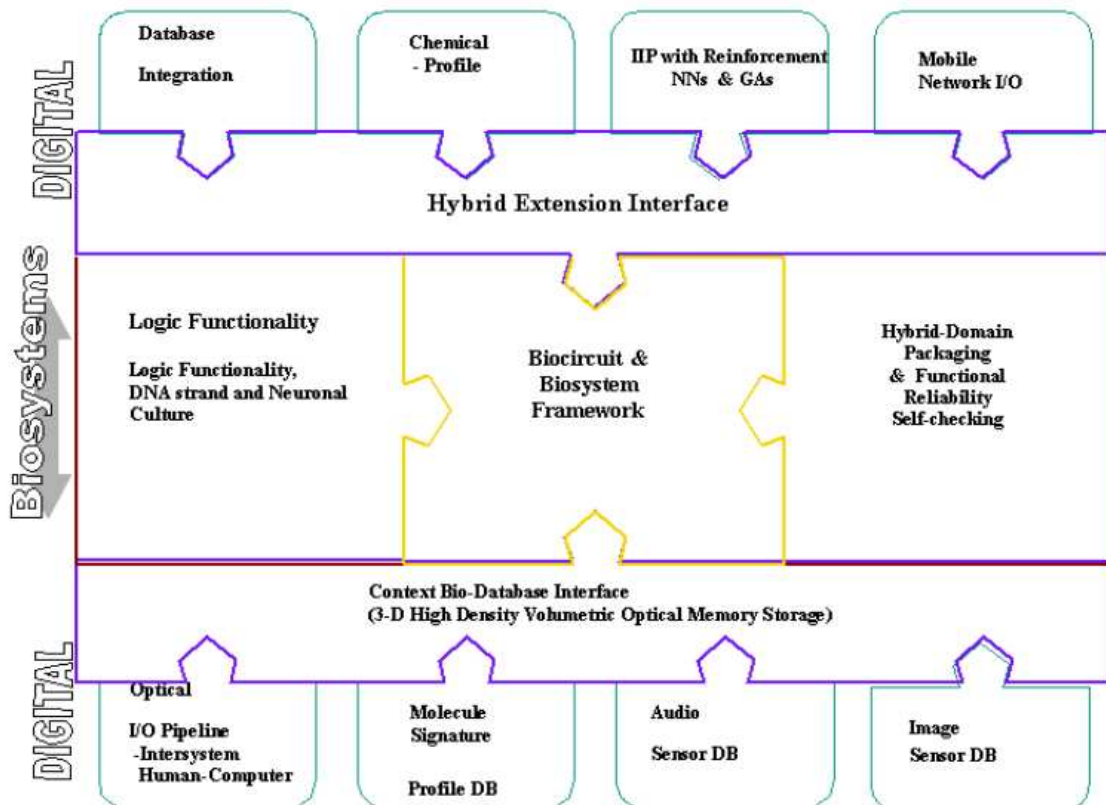 DIGITAL
Database
Integration
Chemical
- Profile
IIP with Reinforcement
NNs & GAs
Mobile
Network I/O
Hybrid Extension Interface
Biosystems
Logic Functionality
Logic Functionality,
DNA strand and Neuronal
Culture
Biocircuit &
Biosystem
Framework
Hybrid-Domain
Packaging
& Functional
Reliability
Self-checking
Context Bio-Database Interface
(3-D High Density Volumetric Optical Memory Storage)
DIGITAL
Optical
I/O Pipeline
-Intersystem
Human-Computer
Molecule
Signature
Profile DB
Audio
Sensor DB
Image
Sensor DB